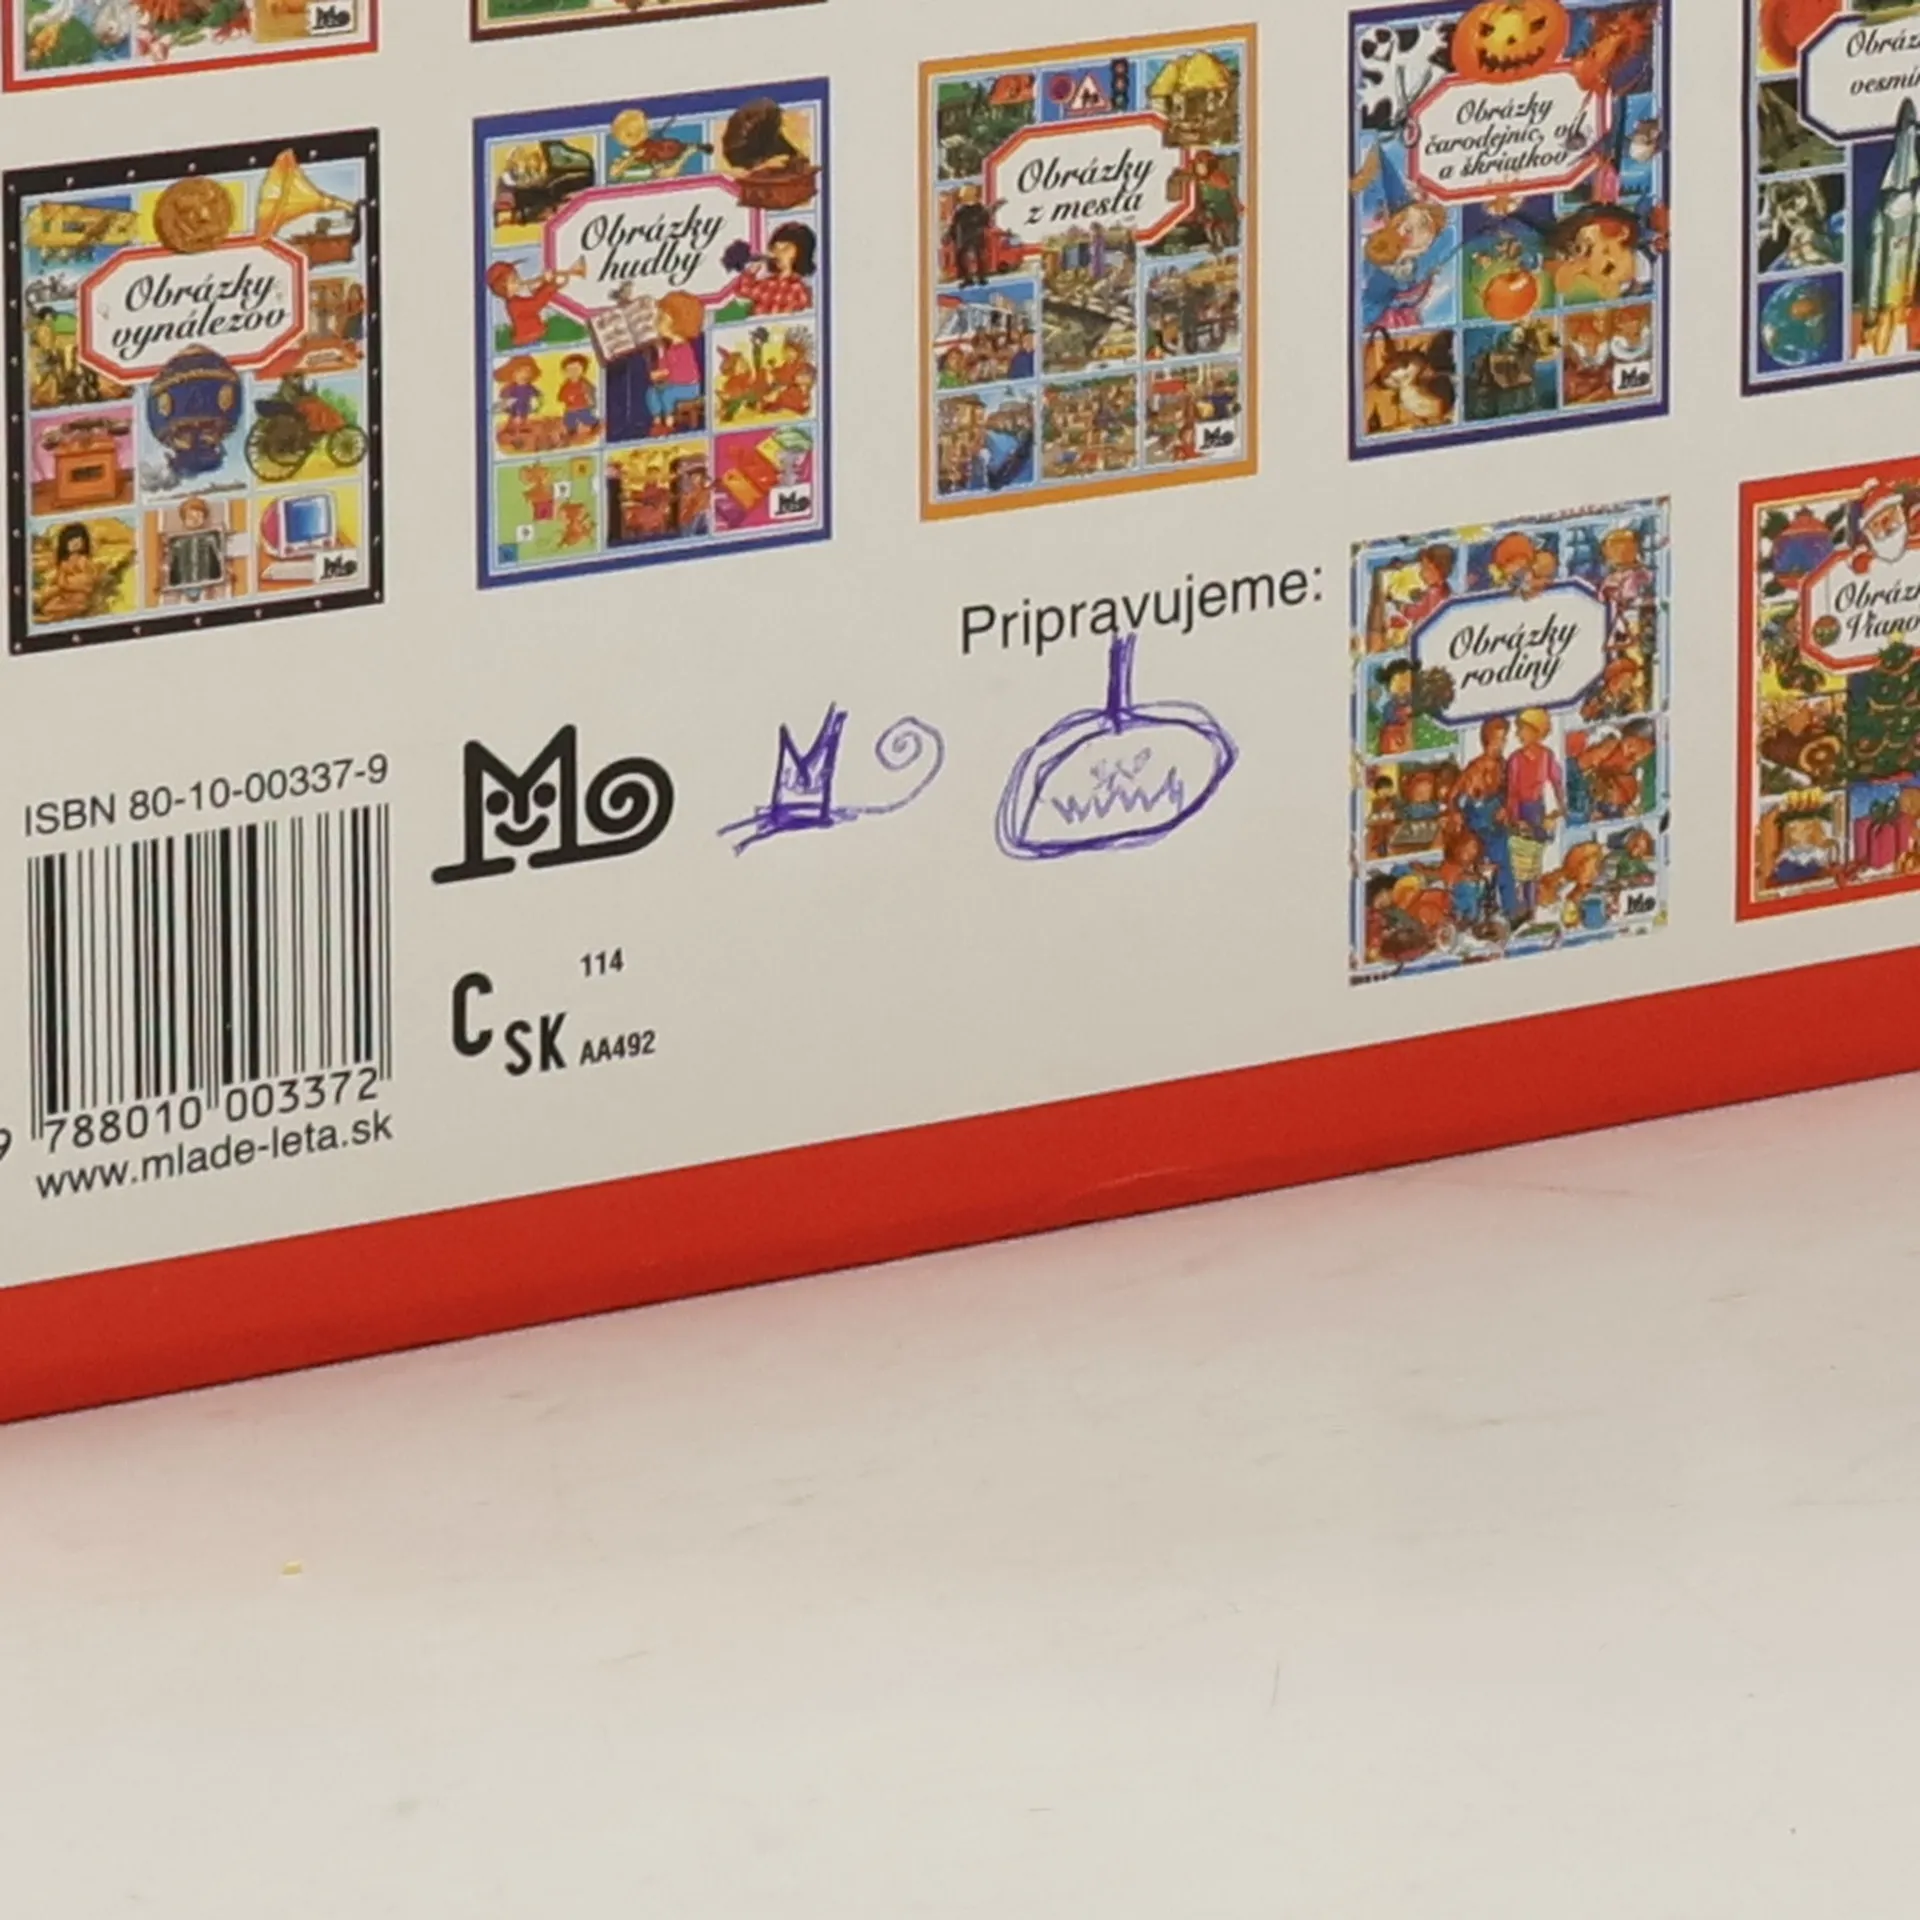 Obrázky
vynálezov
Obrázky
hudby
Obrázky
z mesta
Obrázky
čarodejníc, víl
a škriatkov
Pripravujeme:
Obrázky
rodiny
ISBN 80-10-00337-9
788010 003372
www.mlade-leta.sk
Mo
C SK
114
AA492